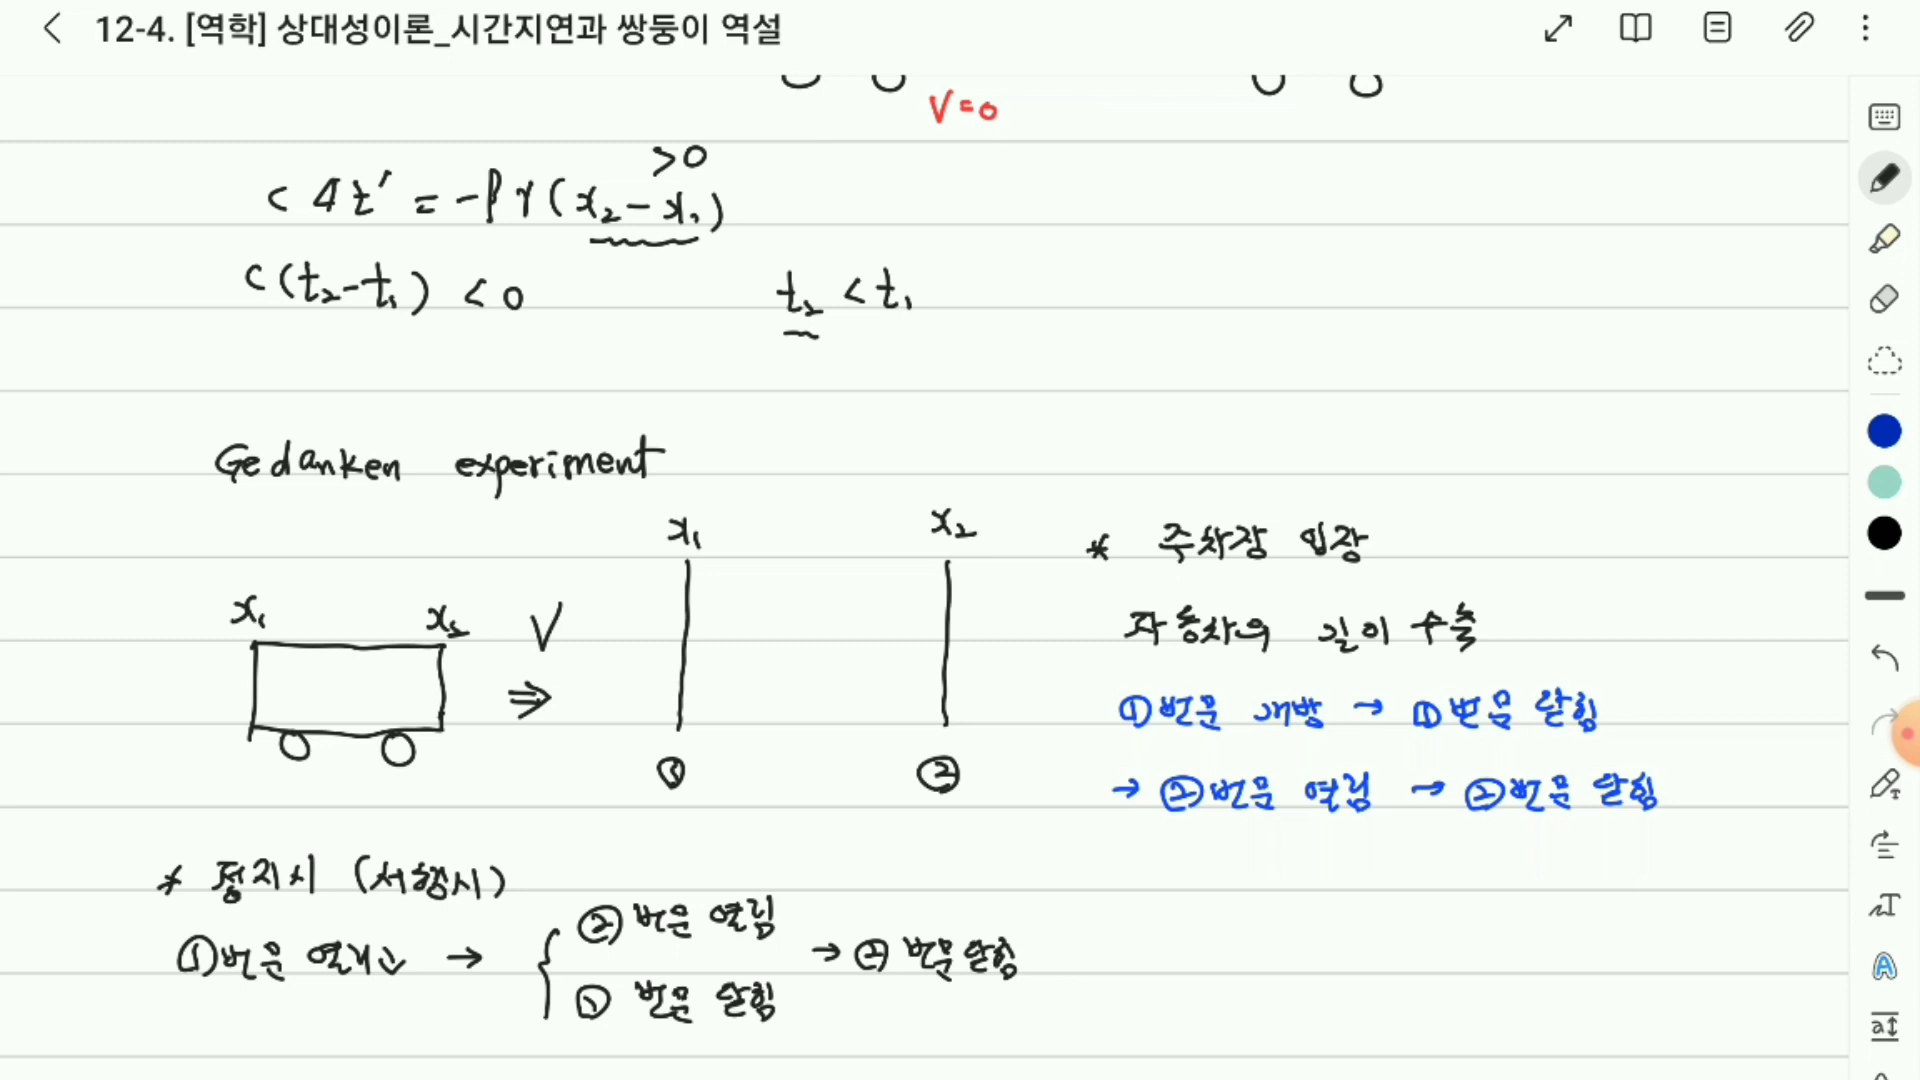 12-4. [역학] 상대성이론_시간지연과 쌍둥이 역설
V=0
>0
cΔt' = -βγ(x₂-x₁)
c(t₂-t₁) < 0
t₂ < t₁
Gedanken experiment
x₁
x₂
x₁
x₂
V
⇒
①
②
* 주차장 입장
자동차의 길이 수축
①번문 개방 → ①번문 닫힘
→ ②번문 열림 → ②번문 닫힘
* 정지시 (서행시)
①번문 열리고 → { ②번문 열림
① 번문 닫힘
→ ② 번문닫힘